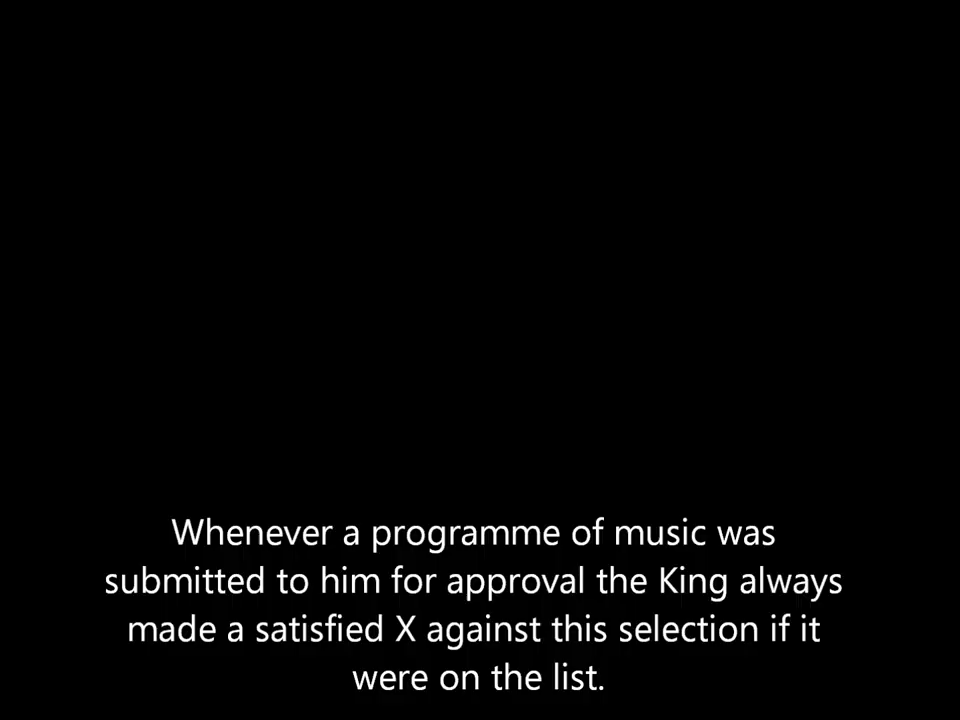 Whenever a programme of music was
submitted to him for approval the King always
made a satisfied X against this selection if it
were on the list.